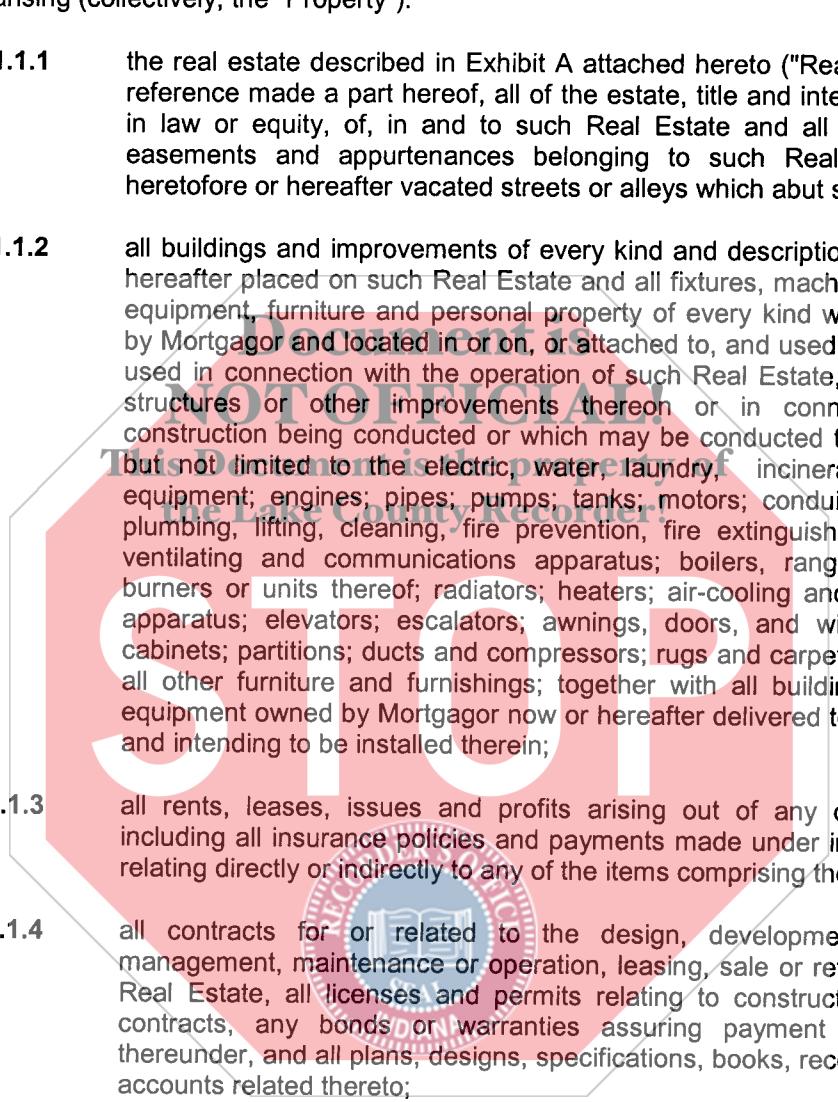 arising (collectively, the "Property"):
1.1.1 the real estate described in Exhibit A attached hereto ("Rea
reference made a part hereof, all of the estate, title and inte
in law or equity, of, in and to such Real Estate and all
easements and appurtenances belonging to such Real
heretofore or hereafter vacated streets or alleys which abut s
1.1.2 all buildings and improvements of every kind and descriptio
hereafter placed on such Real Estate and all fixtures, mach
equipment, furniture and personal property of every kind w
by Mortgagor and located in or on, or attached to, and used
used in connection with the operation of such Real Estate,
structures or other improvements thereon or in conn
construction being conducted or which may be conducted t
but not limited to the electric, water, laundry, incinera
equipment; engines; pipes; pumps; tanks; motors; condui
plumbing, lifting, cleaning, fire prevention, fire extinguish
ventilating and communications apparatus; boilers, rang
burners or units thereof; radiators; heaters; air-cooling and
apparatus; elevators; escalators; awnings, doors, and wi
cabinets; partitions; ducts and compressors; rugs and carpe
all other furniture and furnishings; together with all buildin
equipment owned by Mortgagor now or hereafter delivered t
and intending to be installed therein;
.1.3 all rents, leases, issues and profits arising out of any o
including all insurance policies and payments made under i
relating directly or indirectly to any of the items comprising the
.1.4 all contracts for or related to the design, developme
management, maintenance or operation, leasing, sale or re
Real Estate, all licenses and permits relating to construct
contracts, any bonds or warranties assuring payment
thereunder, and all plans, designs, specifications, books, reco
accounts related thereto;
Document is
NOT OFFICIAL!
This Document is the property of
the Lake County Recorder!
STOP
RECORDER'S OFFICE
SEAL
INDIANA